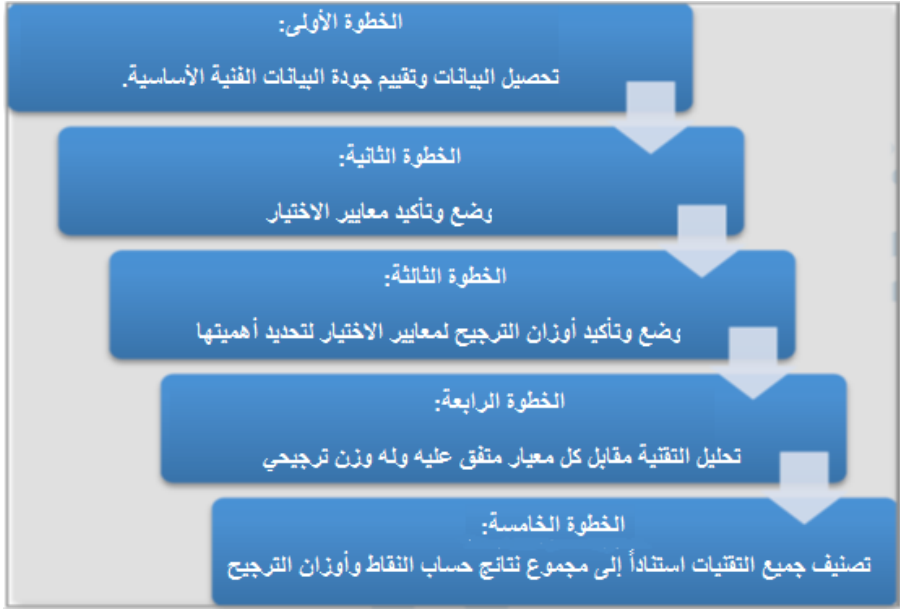 الخطوة الأولى:
تحصيل البيانات وتقييم جودة البيانات الفنية الأساسية.
الخطوة الثانية:
وضع وتأكيد معايير الاختيار
الخطوة الثالثة:
وضع وتأكيد أوزان الترجيح لمعايير الاختيار لتحديد أهميتها
الخطوة الرابعة:
تحليل التقنية مقابل كل معيار متفق عليه وله وزن ترجيحي
الخطوة الخامسة:
تصنيف جميع التقنيات استناداً إلى مجموع نتائج حساب النقاط وأوزان الترجيح